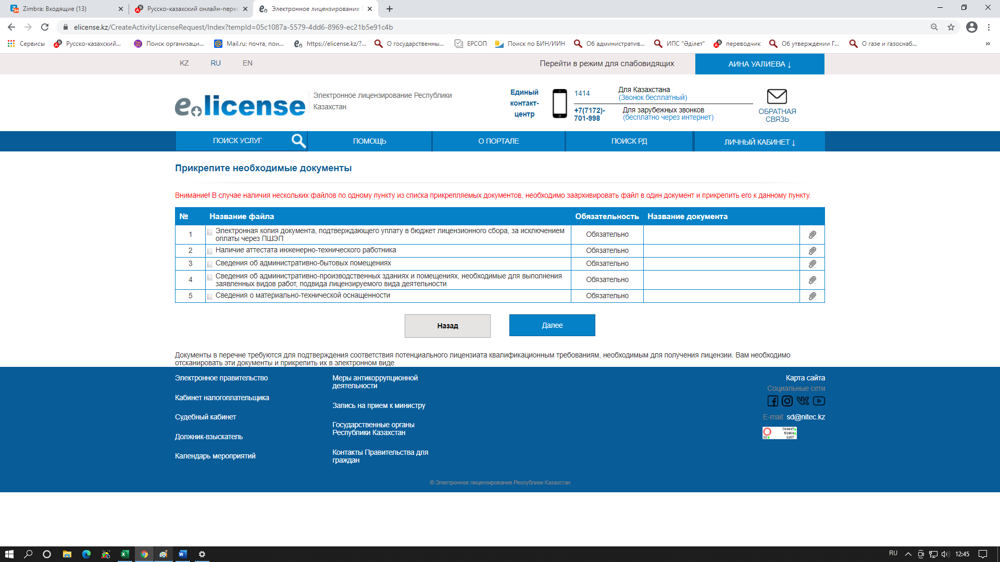 Zimbra: Входящие (13)
Русско-казахский онлайн-перев
Электронное лицензирование
elicense.kz/CreateActivityLicenseRequest/Index?tempId=05c1087a-5579-4dd6-8969-ec21b5e91c4b
Сервисы
Русско-казахский...
Поиск организаци...
Mail.ru: почта, пои...
https://elicense.kz/?...
О государственны...
ЕРСОП
Поиск по БИН/ИИН
Об административ...
ИПС "Әділет"
переводчик
Об утверждении Г...
О газе и газоснаб...
KZ RU EN
Перейти в режим для слабовидящих
АИНА УАЛИЕВА ↓
e.license
Электронное лицензирование Республики
Казахстан
Единый
контакт-
центр
1414
Для Казахстана
(Звонок бесплатный)
+7(7172)-
701-998
Для зарубежных звонков
(бесплатно через интернет)
ОБРАТНАЯ
СВЯЗЬ
ПОИСК УСЛУГ
ПОМОЩЬ
О ПОРТАЛЕ
ПОИСК РД
ЛИЧНЫЙ КАБИНЕТ ↓
Прикрепите необходимые документы
Внимание! В случае наличия нескольких файлов по одному пункту из списка прикрепляемых документов, необходимо заархивировать файл в один документ и прикрепить его к данному пункту.
№ Название файла Обязательность Название документа
1 Электронная копия документа, подтверждающего уплату в бюджет лицензионного сбора, за исключением
оплаты через ПШЭП Обязательно
2 Наличие аттестата инженерно-технического работника Обязательно
3 Сведения об административно-бытовых помещениях Обязательно
4 Сведения об административно-производственных зданиях и помещениях, необходимые для выполнения
заявленных видов работ, подвида лицензируемого вида деятельности Обязательно
5 Сведения о материально-технической оснащенности Обязательно
Назад
Далее
Документы в перечне требуются для подтверждения соответствия потенциального лицензиата квалификационным требованиям, необходимым для получения лицензии. Вам необходимо
отсканировать эти документы и прикрепить их в электронном виде
Электронное правительство
Кабинет налогоплательщика
Судебный кабинет
Должник-взыскатель
Календарь мероприятий
Меры антикоррупционной
деятельности
Запись на прием к министру
Государственные органы
Республики Казахстан
Контакты Правительства для
граждан
Карта сайта
Социальные сети
E-mail: sd@nitec.kz
© Электронное лицензирование Республики Казахстан
RU
12:45